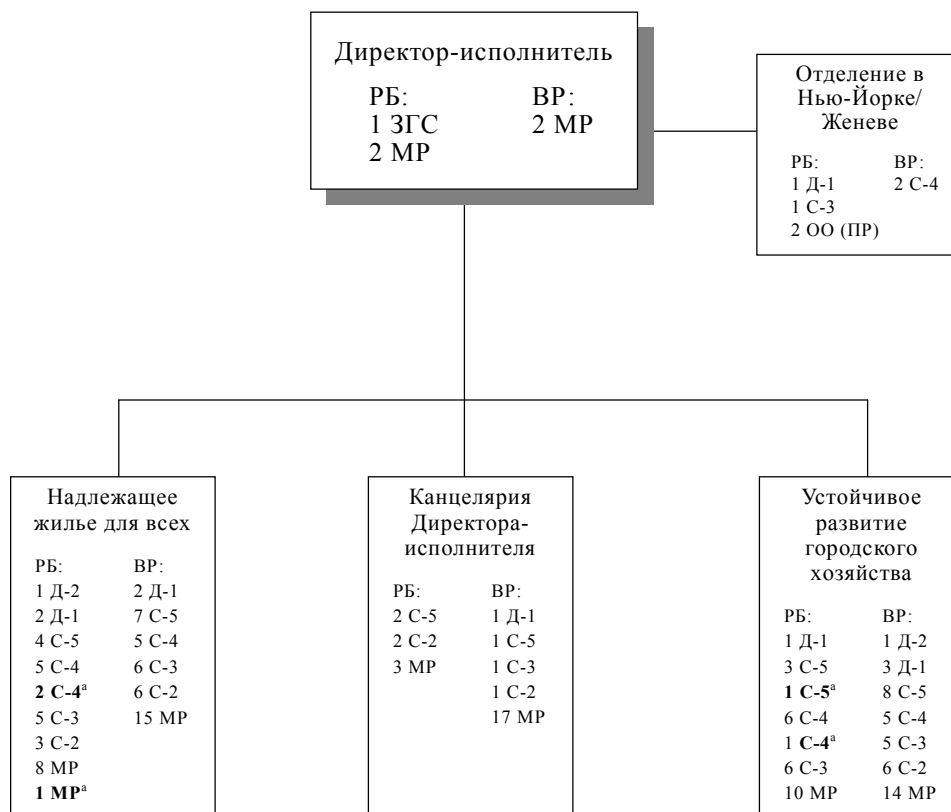 Директор-исполнитель
РБ: ВР:
1 ЗГС 2 МР
2 МР
Отделение в
Нью-Йорке/
Женеве
РБ: ВР:
1 Д-1 2 С-4
1 С-3
2 ОО (ПР)
Надлежащее
жилье для всех
РБ: ВР:
1 Д-2 2 Д-1
2 Д-1 7 С-5
4 С-5 5 С-4
5 С-4 6 С-3
2 С-4ᵃ 6 С-2
5 С-3 15 МР
3 С-2
8 МР
1 МРᵃ
Канцелярия
Директора-
исполнителя
РБ: ВР:
2 С-5 1 Д-1
2 С-2 1 С-5
3 МР 1 С-3
1 С-2
17 МР
Устойчивое
развитие
городского
хозяйства
РБ: ВР:
1 Д-1 1 Д-2
3 С-5 3 Д-1
1 С-5ᵃ 8 С-5
6 С-4 5 С-4
1 С-4ᵃ 5 С-3
6 С-3 6 С-2
10 МР 14 МР